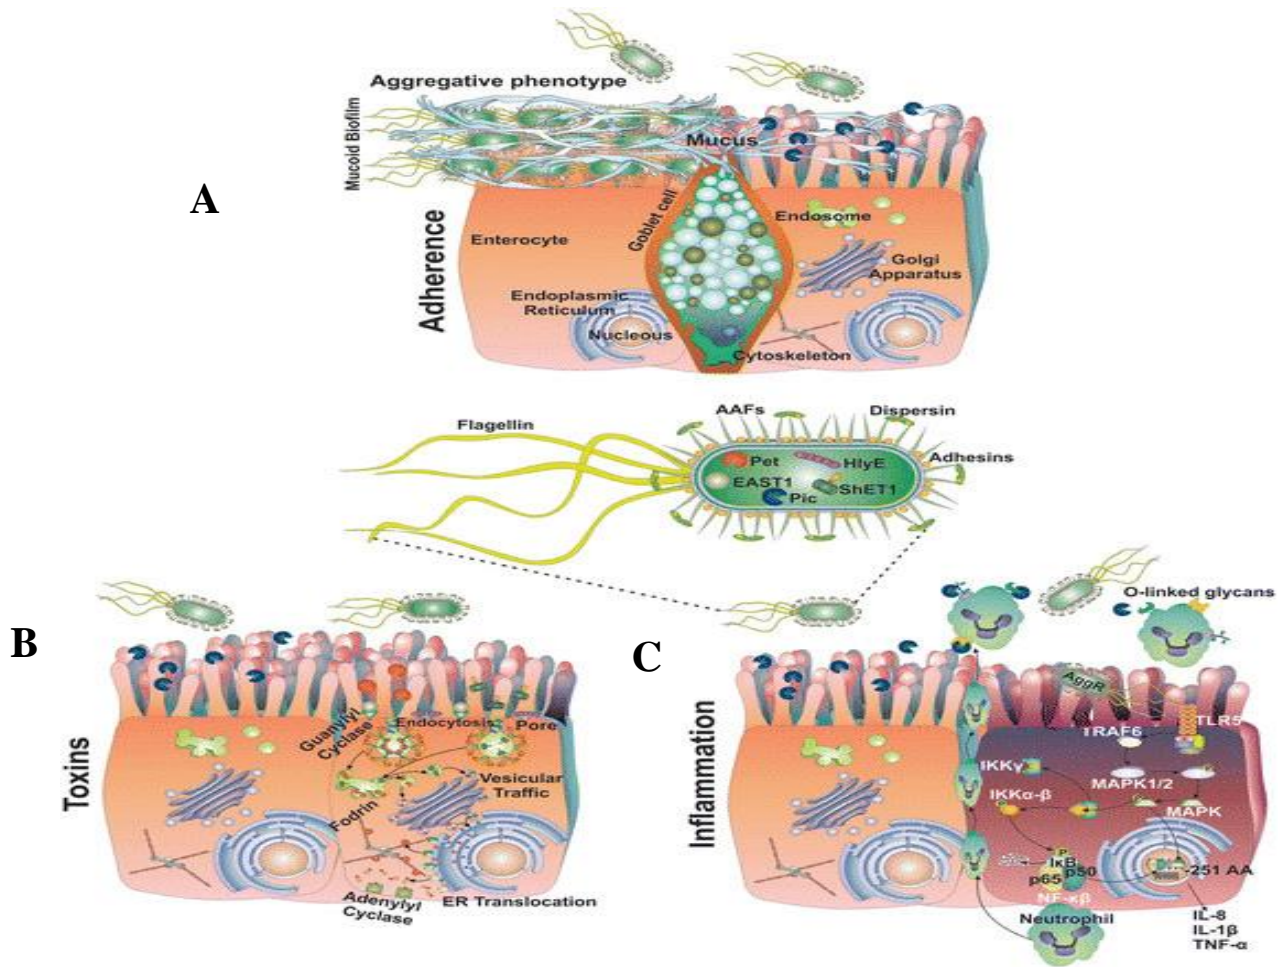 Aggregative phenotype
Mucoid Biofilm
Mucus
A
Adherence
Goblet cell
Enterocyte
Endosome
Golgi
Apparatus
Endoplasmic
Reticulum
Nucleous
Cytoskeleton
Flagellin
AAFs
Dispersin
Adhesins
Pet
HlyE
EAST1
ShET1
Pic
B
Toxins
Guanylyl
Cyclase
Endocytosis
Pore
Vesicular
Traffic
Fodrin
Adenylyl
Cyclase
ER Translocation
C
Inflammation
O-linked glycans
AggR
TLR5
TRAF6
IKKγ
MAPK1/2
IKKα-β
MAPK
P
IκB
p65
p50
-251 AA
NF-κβ
Neutrophil
IL-8
IL-1β
TNF-α